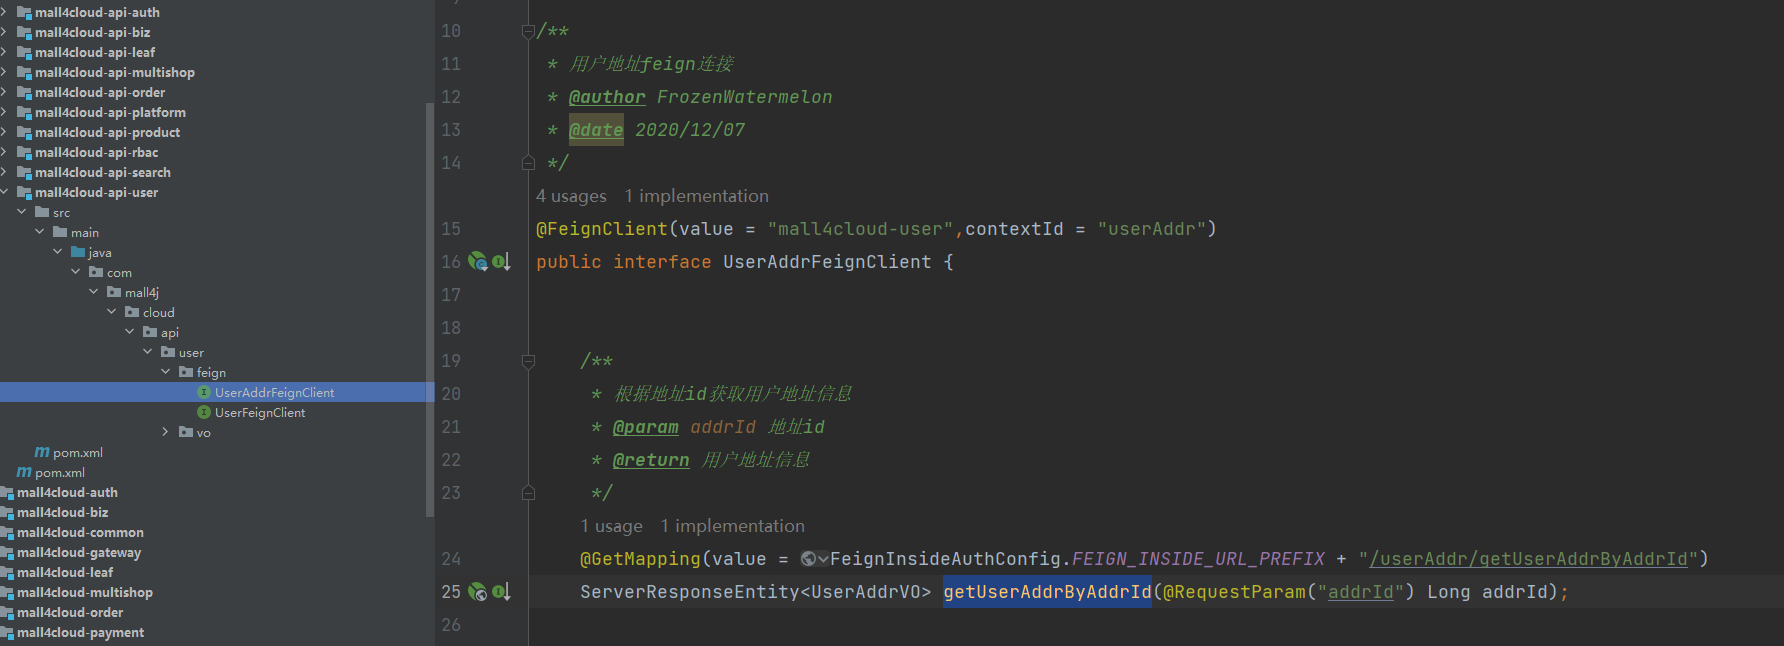 mall4cloud-api-auth
mall4cloud-api-biz
mall4cloud-api-leaf
mall4cloud-api-multishop
mall4cloud-api-order
mall4cloud-api-platform
mall4cloud-api-product
mall4cloud-api-rbac
mall4cloud-api-search
mall4cloud-api-user
src
main
java
com
mall4j
cloud
api
user
feign
UserAddrFeignClient
UserFeignClient
vo
pom.xml
pom.xml
mall4cloud-auth
mall4cloud-biz
mall4cloud-common
mall4cloud-gateway
mall4cloud-leaf
mall4cloud-multishop
mall4cloud-order
mall4cloud-payment
10 /**
11 * 用户地址feign连接
12 * @author FrozenWatermelon
13 * @date 2020/12/07
14 */
4 usages 1 implementation
15 @FeignClient(value = "mall4cloud-user",contextId = "userAddr")
16 public interface UserAddrFeignClient {
17
18
19 /**
20 * 根据地址id获取用户地址信息
21 * @param addrId 地址id
22 * @return 用户地址信息
23 */
1 usage 1 implementation
24 @GetMapping(value = FeignInsideAuthConfig.FEIGN_INSIDE_URL_PREFIX + "/userAddr/getUserAddrByAddrId")
25 ServerResponseEntity<UserAddrVO> getUserAddrByAddrId(@RequestParam("addrId") Long addrId);
26